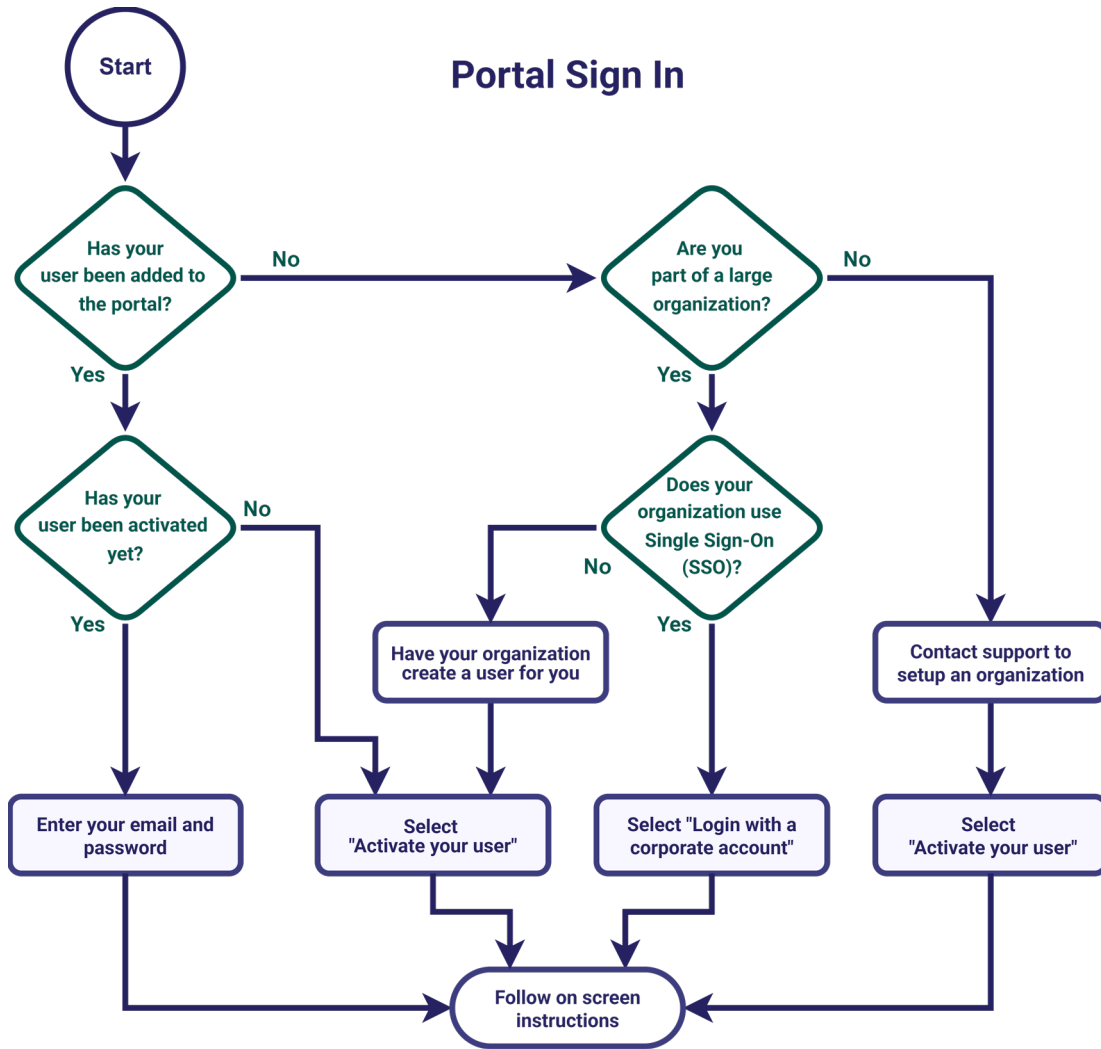 Start
Portal Sign In
Has your
user been added to
the portal?
No
Are you
part of a large
organization?
No
Yes
Yes
Has your
user been activated
yet?
No
Does your
organization use
Single Sign-On
(SSO)?
No
Yes
Yes
Have your organization
create a user for you
Contact support to
setup an organization
Enter your email and
password
Select
"Activate your user"
Select "Login with a
corporate account"
Select
"Activate your user"
Follow on screen
instructions